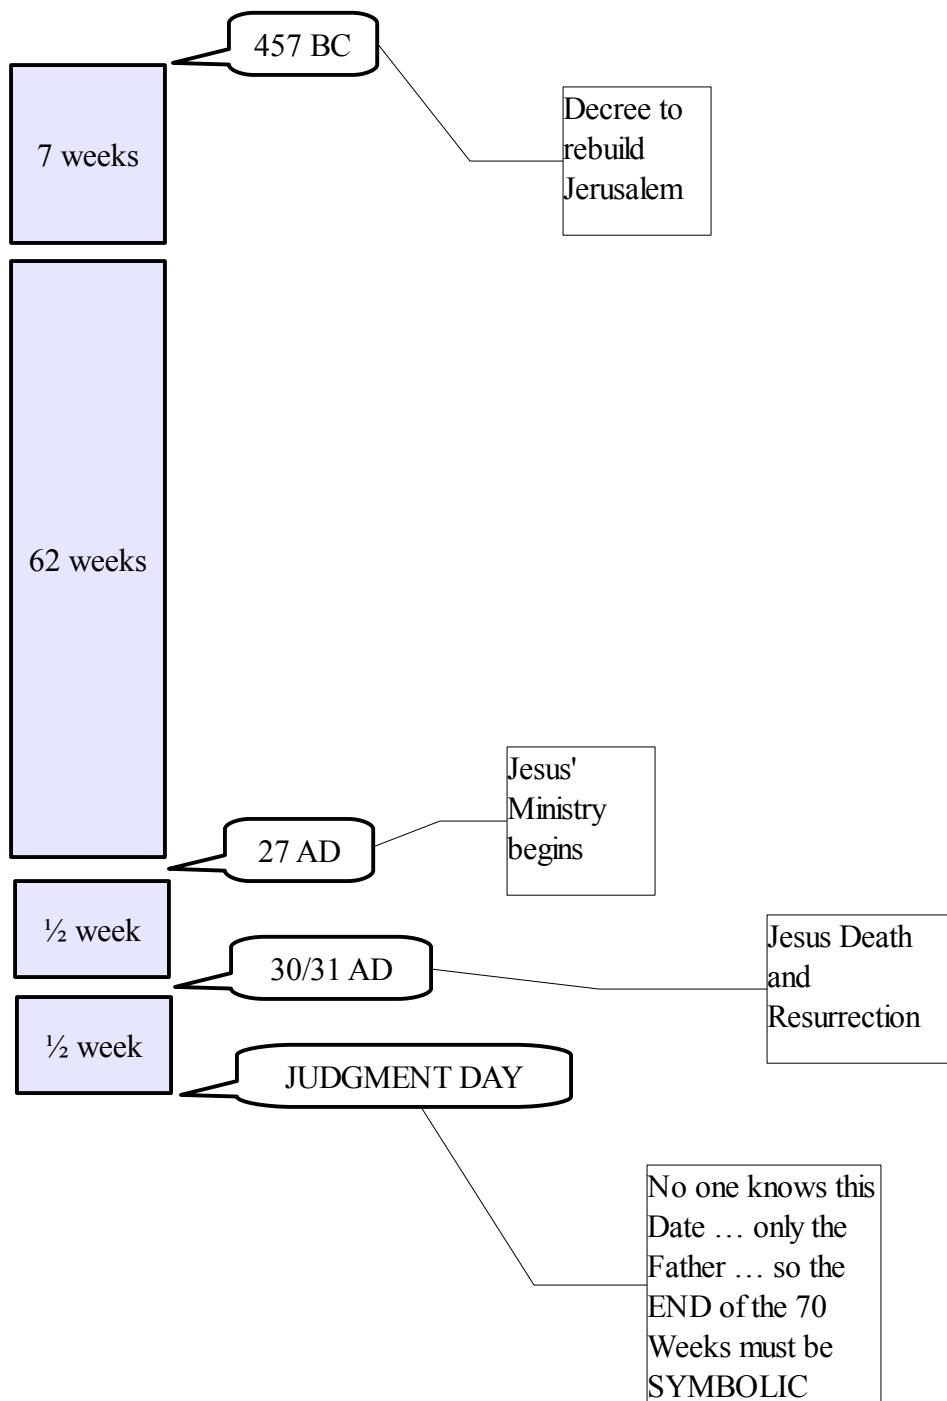 457 BC
Decree to
rebuild
Jerusalem
7 weeks
62 weeks
Jesus'
Ministry
begins
27 AD
½ week
Jesus Death
and
Resurrection
30/31 AD
½ week
JUDGMENT DAY
No one knows this
Date … only the
Father … so the
END of the 70
Weeks must be
SYMBOLIC